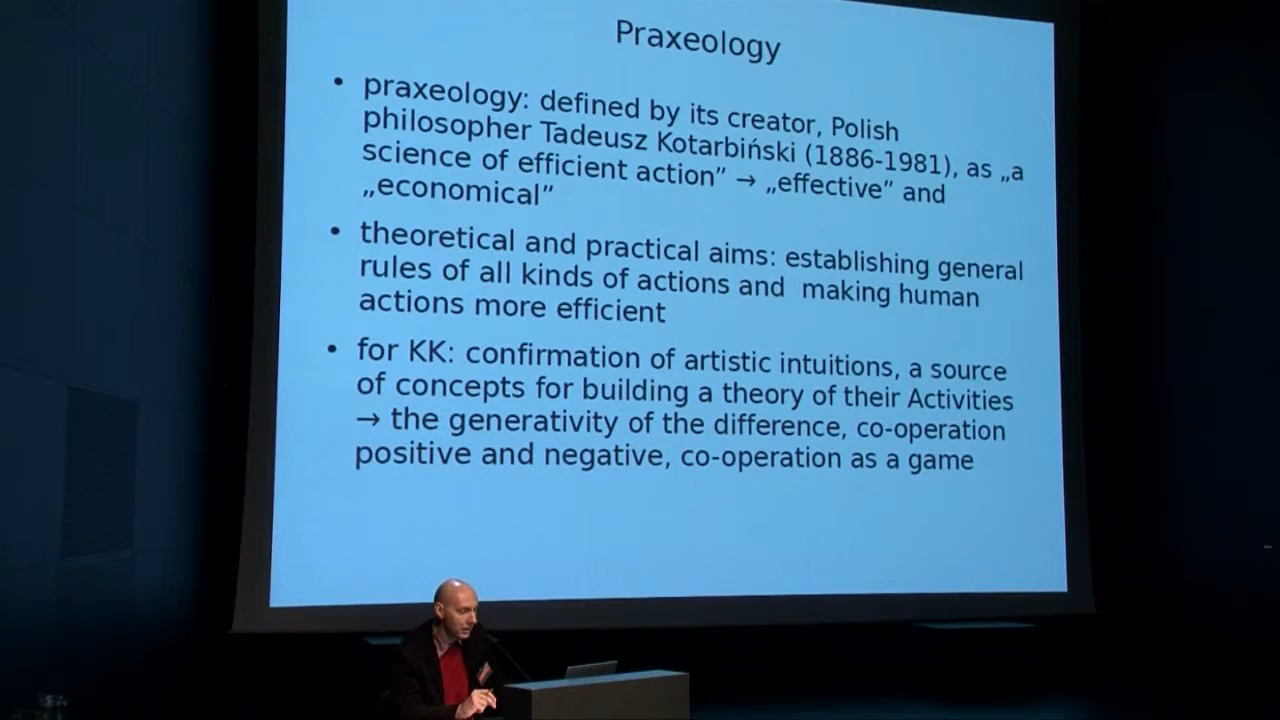 Praxeology
• praxeology: defined by its creator, Polish
philosopher Tadeusz Kotarbiński (1886-1981), as „a
science of efficient action” → „effective” and
„economical”
• theoretical and practical aims: establishing general
rules of all kinds of actions and making human
actions more efficient
• for KK: confirmation of artistic intuitions, a source
of concepts for building a theory of their Activities
→ the generativity of the difference, co-operation
positive and negative, co-operation as a game